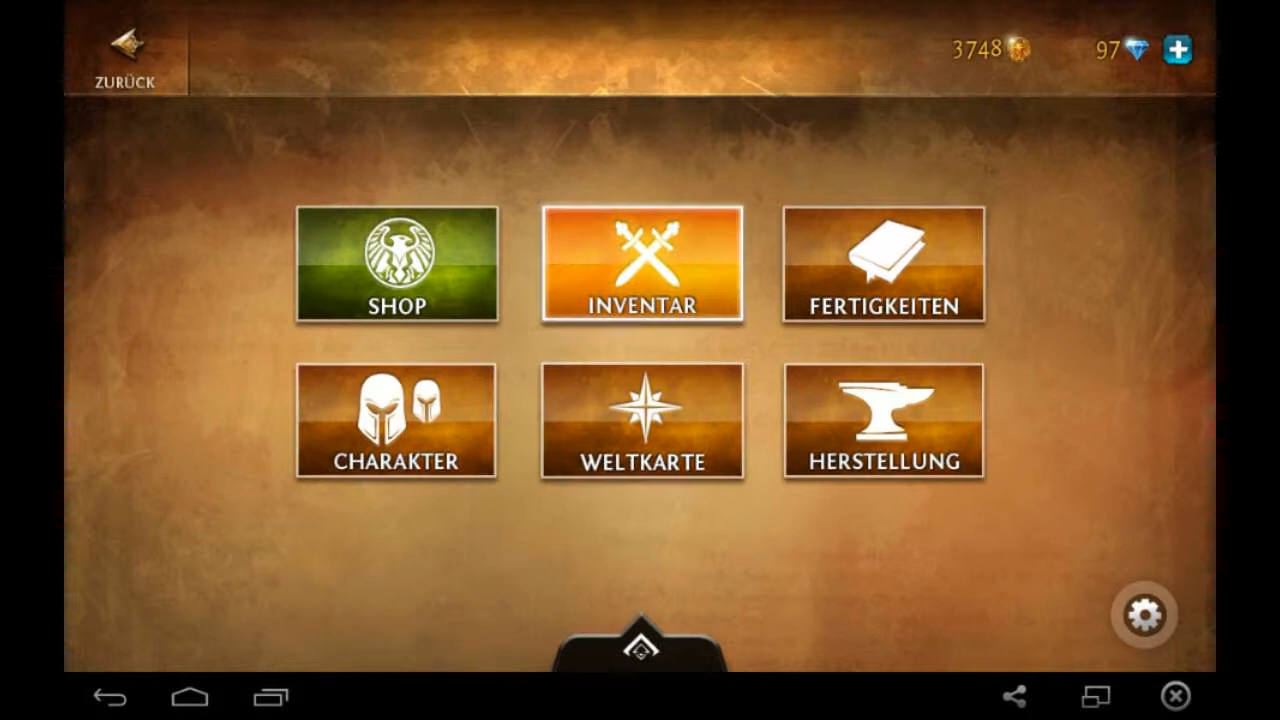 ZURÜCK
3748
97
SHOP
INVENTAR
FERTIGKEITEN
CHARAKTER
WELTKARTE
HERSTELLUNG